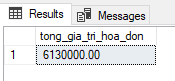 Results Messages
tong_gia_tri_hoa_don
1 6130000.00